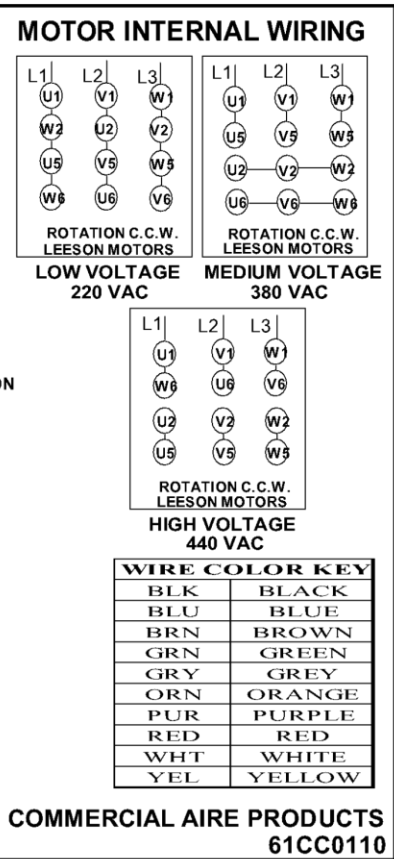 MOTOR INTERNAL WIRING
L1 L2 L3
U1 V1 W1
W2 U2 V2
U5 V5 W5
W6 U6 V6
ROTATION C.C.W.
LEESON MOTORS
LOW VOLTAGE
220 VAC
L1 L2 L3
U1 V1 W1
U5 V5 W5
U2 V2 W2
U6 V6 W6
ROTATION C.C.W.
LEESON MOTORS
MEDIUM VOLTAGE
380 VAC
ON
L1 L2 L3
U1 V1 W1
W6 U6 V6
U2 V2 W2
U5 V5 W5
ROTATION C.C.W.
LEESON MOTORS
HIGH VOLTAGE
440 VAC
WIRE COLOR KEY
BLK BLACK
BLU BLUE
BRN BROWN
GRN GREEN
GRY GREY
ORN ORANGE
PUR PURPLE
RED RED
WHT WHITE
YEL YELLOW
COMMERCIAL AIRE PRODUCTS
61CC0110